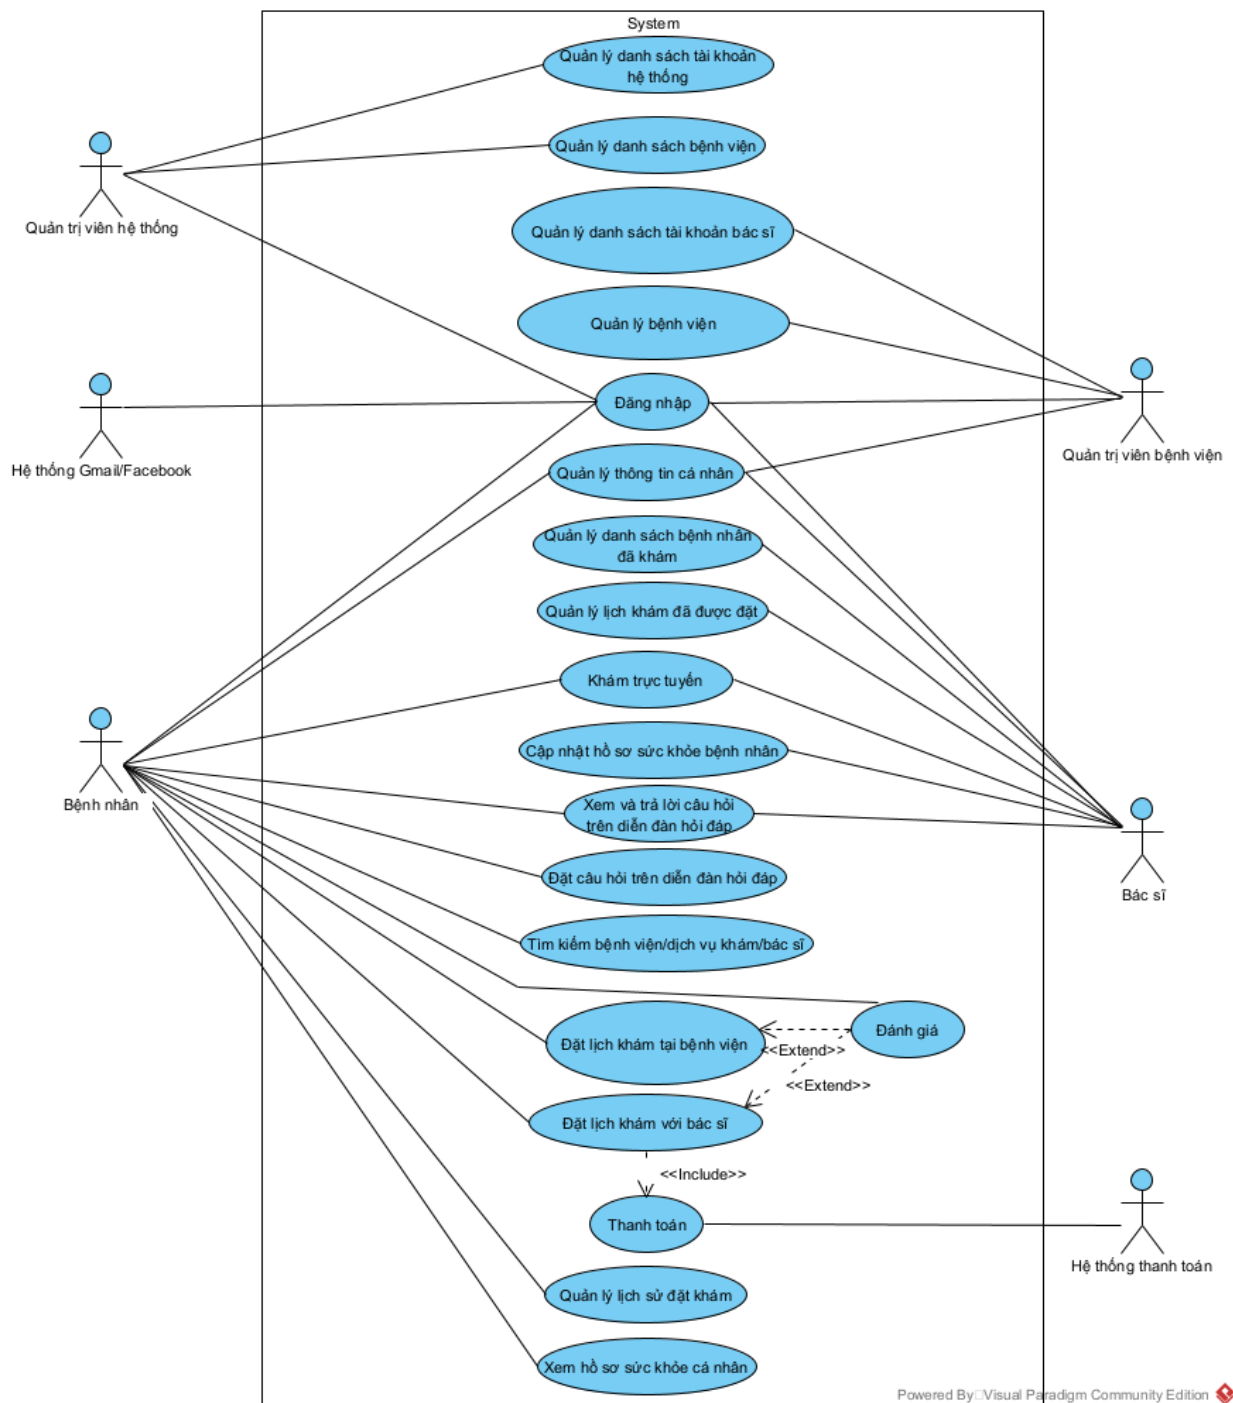 System
Quản lý danh sách tài khoản
hệ thống
Quản lý danh sách bệnh viện
Quản trị viên hệ thống
Quản lý danh sách tài khoản bác sĩ
Quản lý bệnh viện
Đăng nhập
Hệ thống Gmail/Facebook
Quản trị viên bệnh viện
Quản lý thông tin cá nhân
Quản lý danh sách bệnh nhân
đã khám
Quản lý lịch khám đã được đặt
Khám trực tuyến
Cập nhật hồ sơ sức khỏe bệnh nhân
Bệnh nhân
Xem và trả lời câu hỏi
trên diễn đàn hỏi đáp
Đặt câu hỏi trên diễn đàn hỏi đáp
Bác sĩ
Tìm kiếm bệnh viện/dịch vụ khám/bác sĩ
Đánh giá
Đặt lịch khám tại bệnh viện
<<Extend>>
<<Extend>>
Đặt lịch khám với bác sĩ
<<Include>>
Thanh toán
Hệ thống thanh toán
Quản lý lịch sử đặt khám
Xem hồ sơ sức khỏe cá nhân
Powered By Visual Paradigm Community Edition